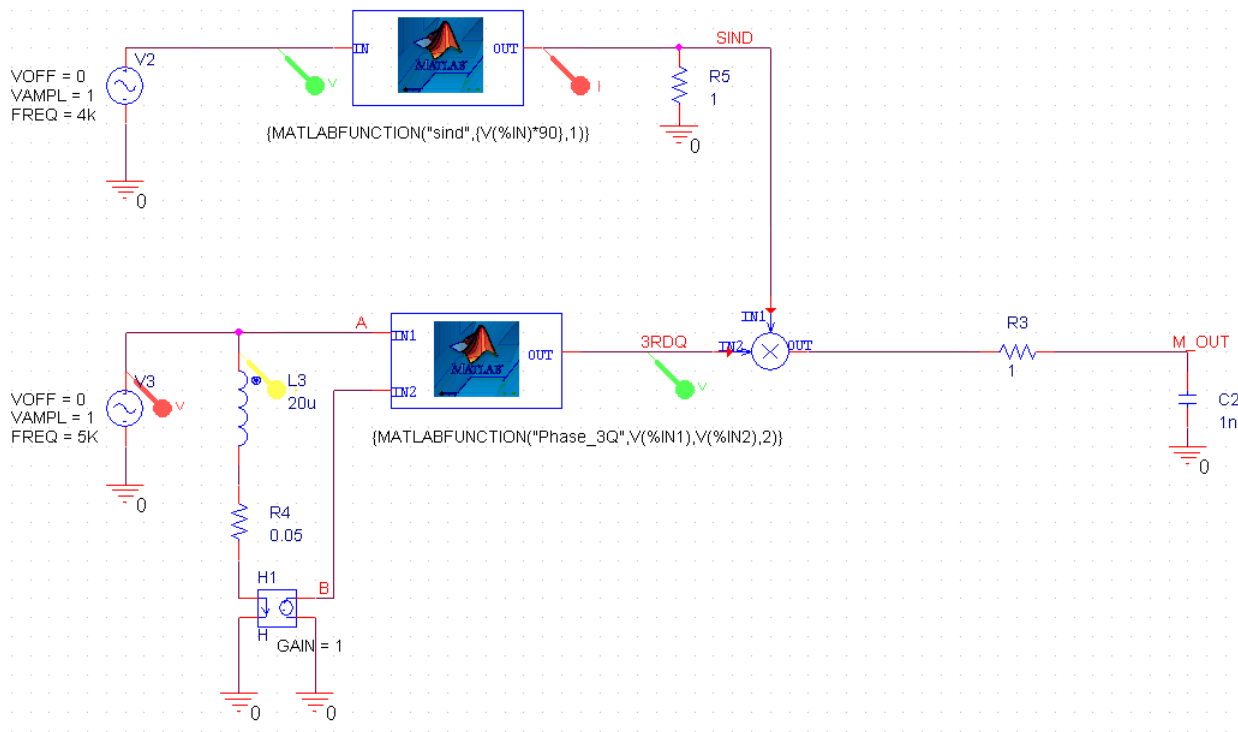 V2
VOFF = 0
VAMPL = 1
FREQ = 4k
0
IN
MATLAB
OUT
V
I
{MATLABFUNCTION("sind",{V(%IN)*90},1)}
SIND
R5
1
0
V3
VOFF = 0
VAMPL = 1
FREQ = 5K
0
V
A
L3
20u
R4
0.05
H1
H
B
GAIN = 1
0
0
IN1
IN2
MATLAB
OUT
{MATLABFUNCTION("Phase_3Q",V(%IN1),V(%IN2),2)}
3RDQ
V
IN1
IN2
OUT
R3
1
M_OUT
C2
1n
0